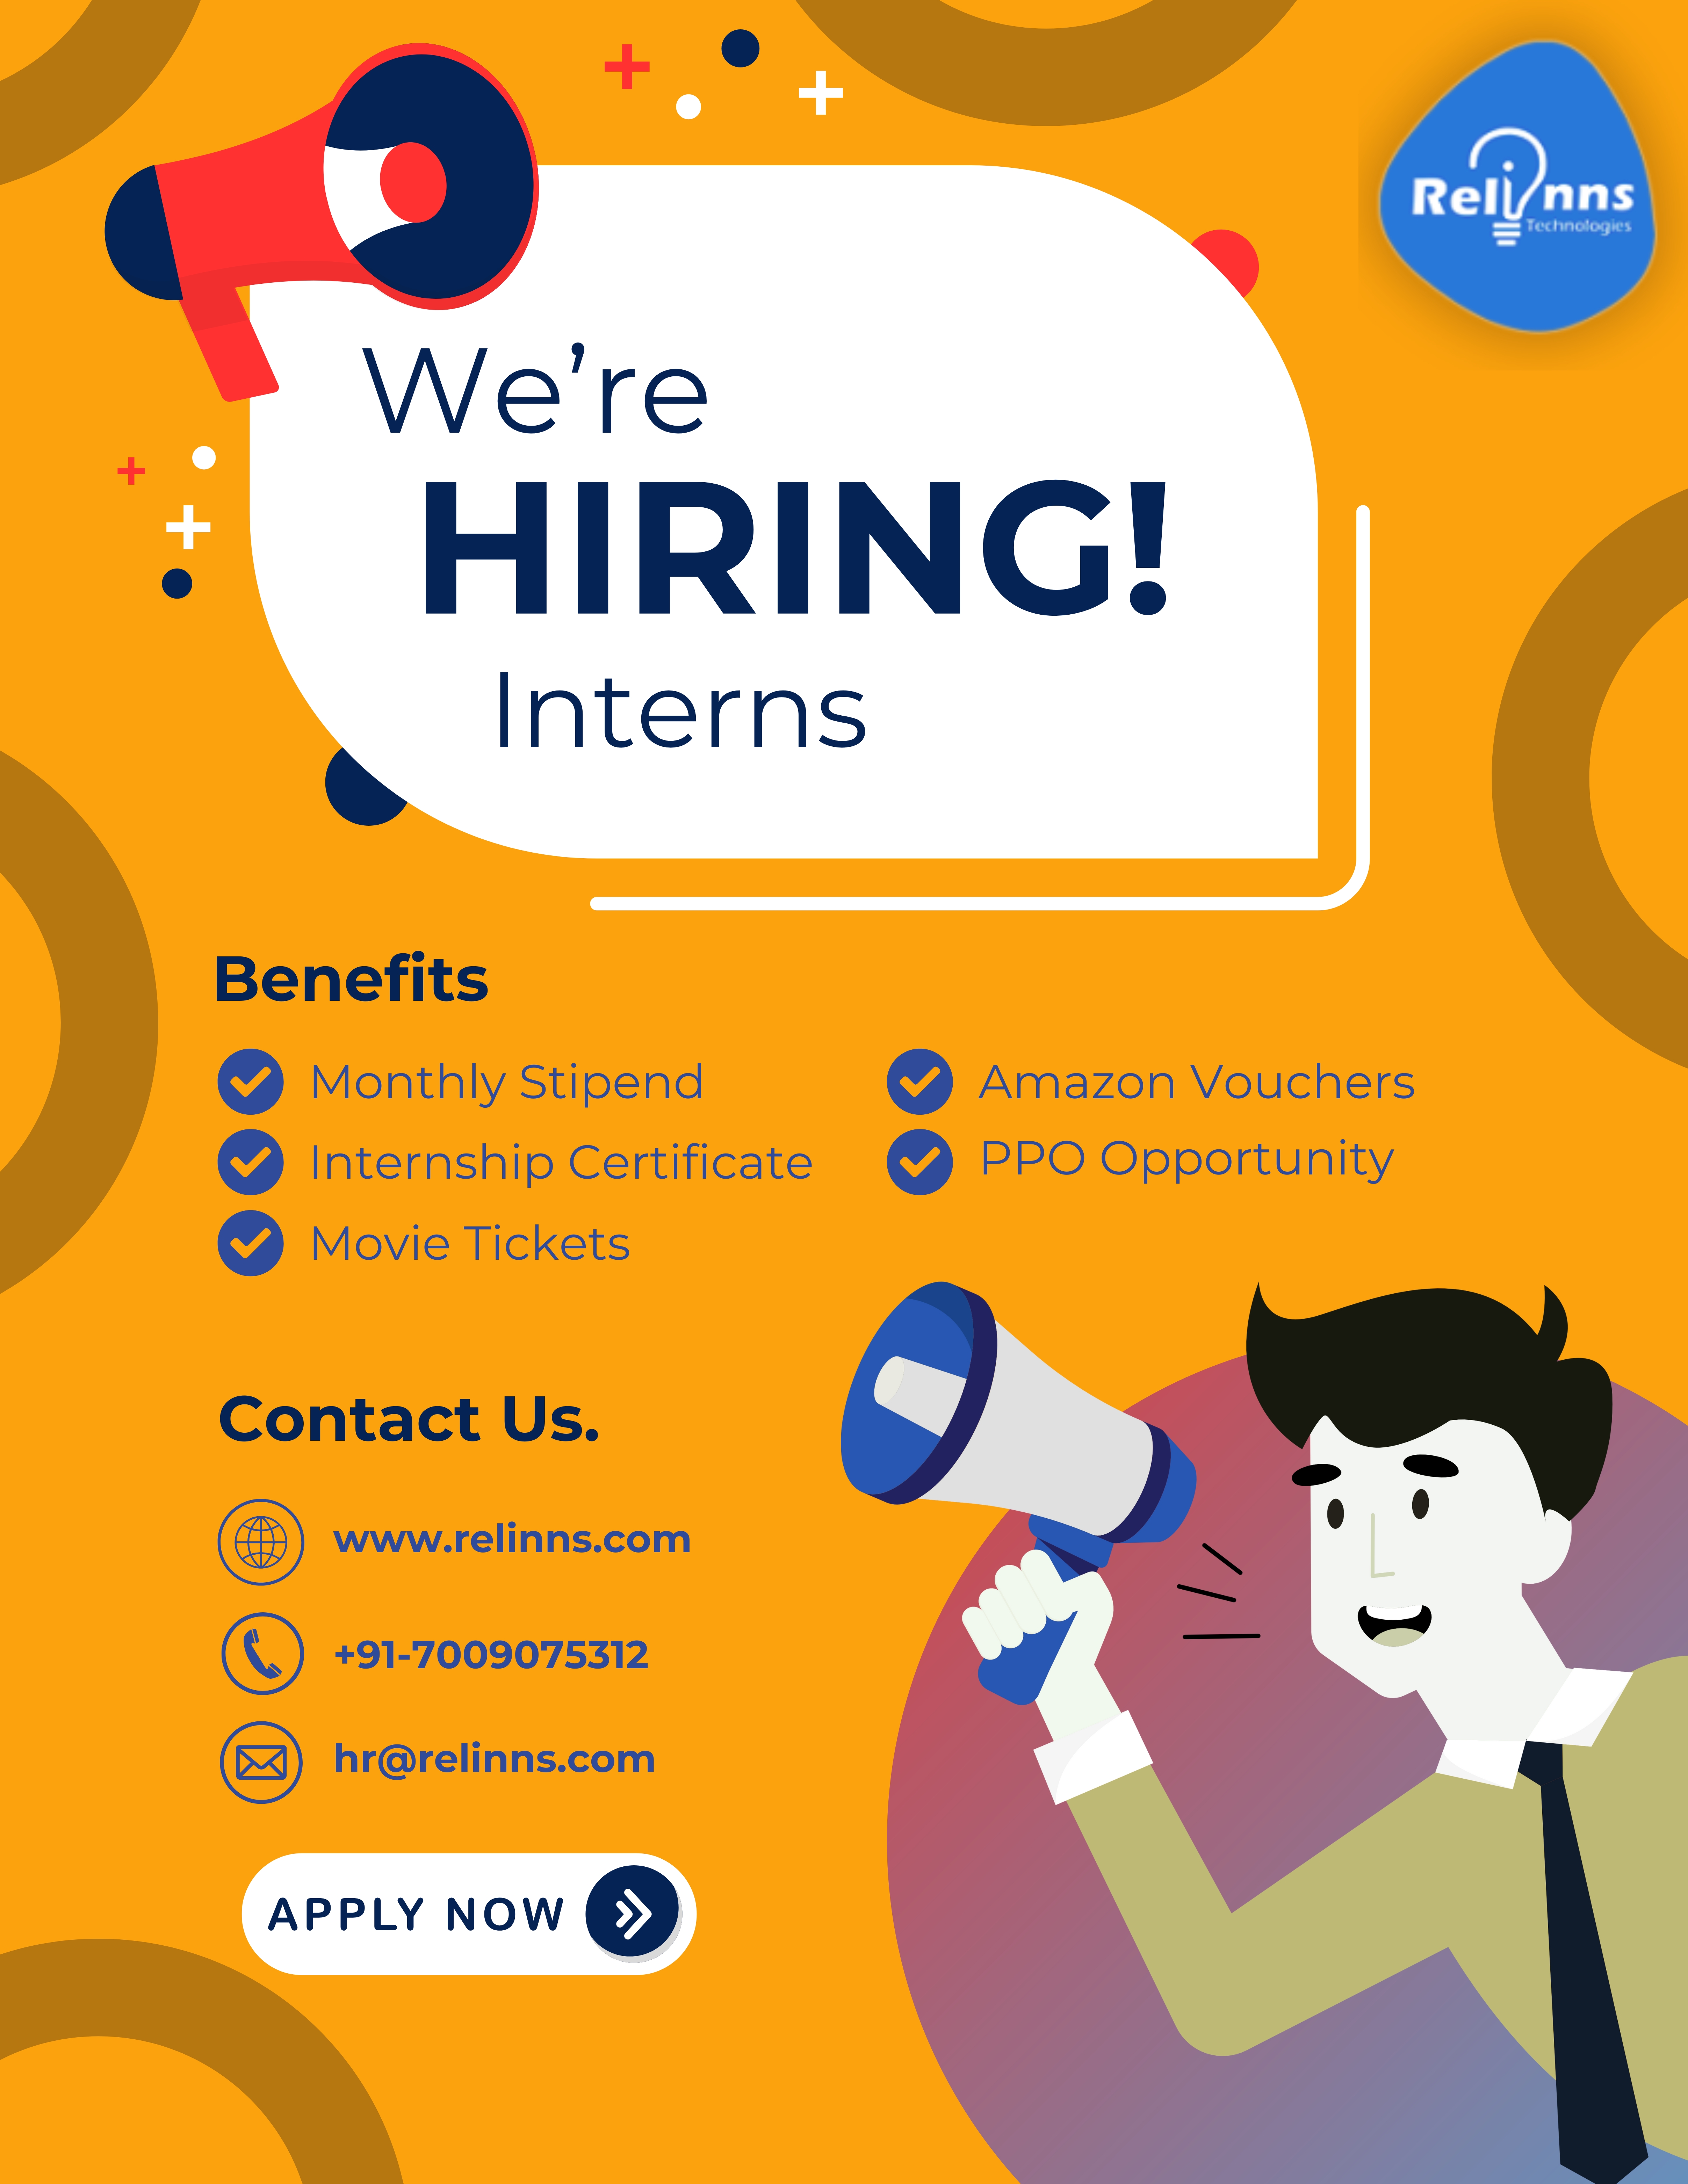 Relinns
Technologies
We're
HIRING!
Interns
Benefits
Monthly Stipend
Internship Certificate
Movie Tickets
Amazon Vouchers
PPO Opportunity
Contact Us.
www.relinns.com
+91-7009075312
hr@relinns.com
APPLY NOW